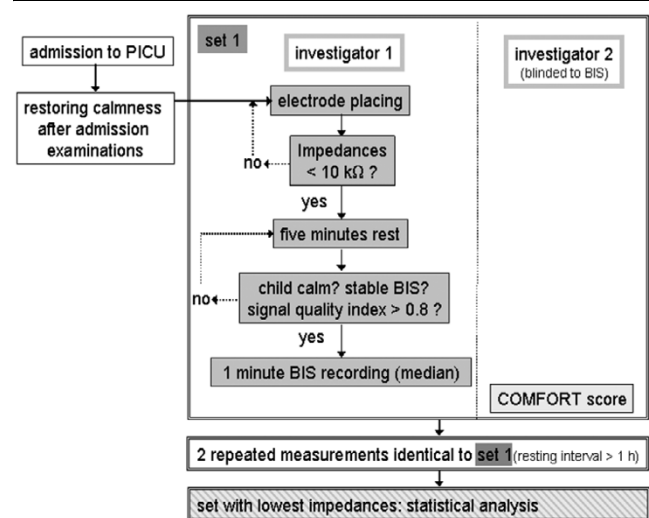 admission to PICU
restoring calmness
after admission
examinations
set 1
investigator 1
investigator 2
(blinded to BIS)
electrode placing
Impedances
< 10 kΩ ?
no
yes
five minutes rest
child calm? stable BIS?
signal quality index > 0.8 ?
no
yes
1 minute BIS recording (median)
COMFORT score
2 repeated measurements identical to set 1 (resting interval > 1 h)
set with lowest impedances: statistical analysis